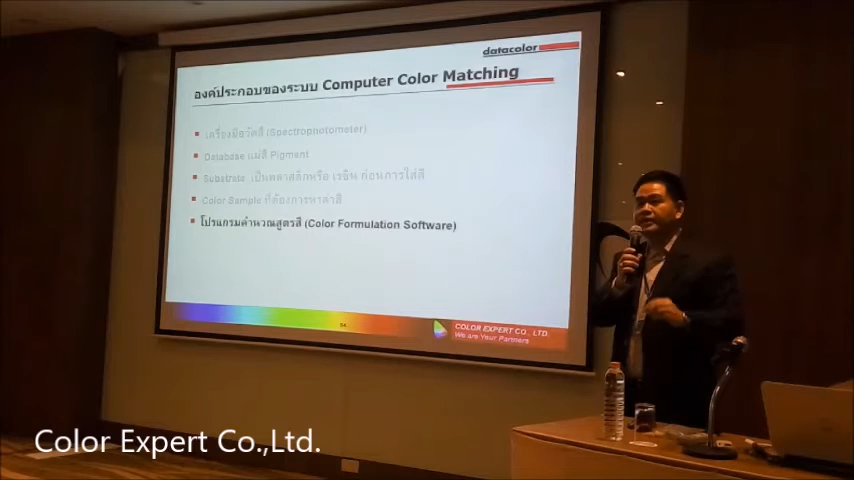 datacolor
องค์ประกอบของระบบ Computer Color Matching
เครื่องมือวัดสี (Spectrophotometer)
Database แม่สี Pigment
Substrate เป็นพลาสติกหรือ เรซิน ก่อนการใส่สี
Color Sample ที่ต้องการหาค่าสี
โปรแกรมคำนวณสูตรสี (Color Formulation Software)
54
COLOR EXPERT CO., LTD.
We are Your Partners
Color Expert Co.,Ltd.